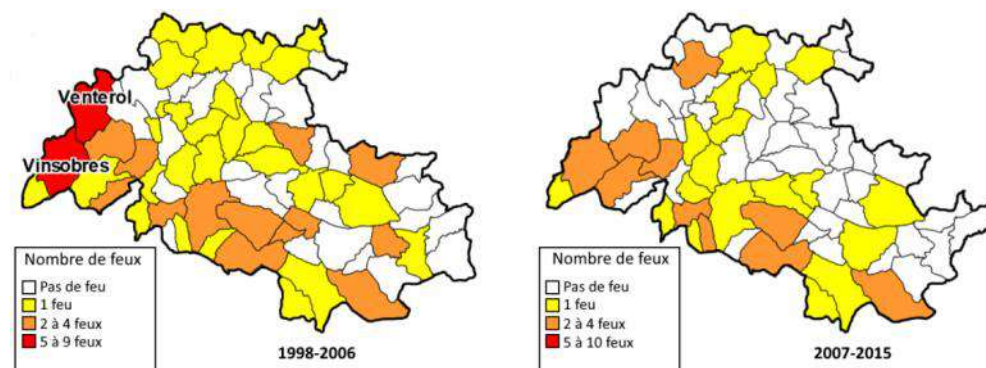 Venterol
Vinsobres
Nombre de feux
Pas de feu
1 feu
2 à 4 feux
5 à 9 feux
1998-2006
Nombre de feux
Pas de feu
1 feu
2 à 4 feux
5 à 10 feux
2007-2015